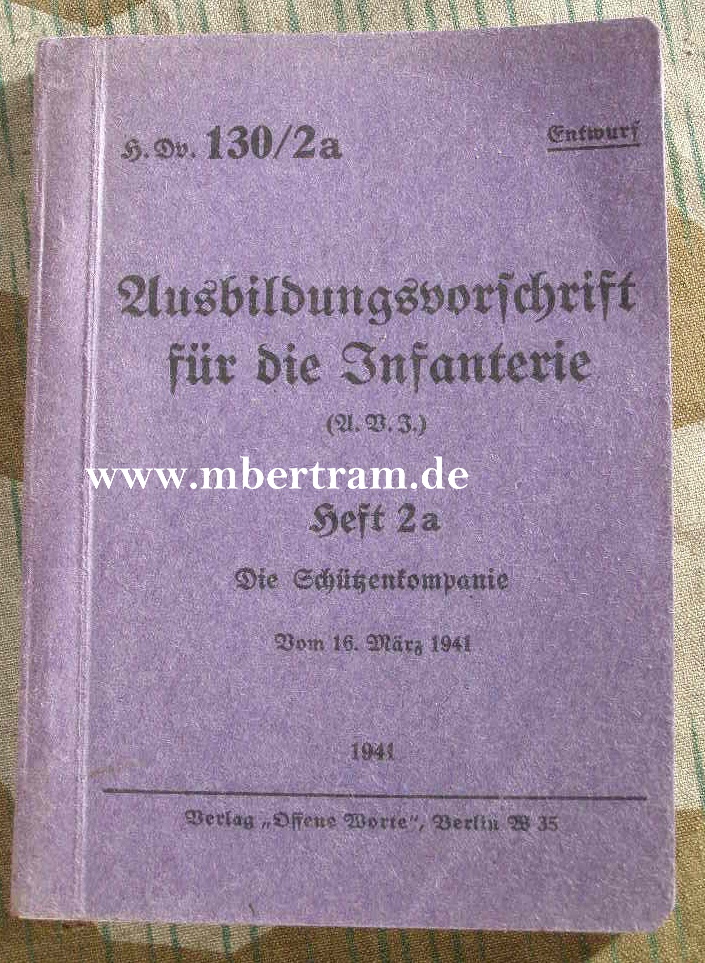 H. Dv. 130/2a
Entwurf
Ausbildungsvorschrift
für die Infanterie
(A. V. I.)
www.mbertram.de
Heft 2a
Die Schützenkompanie
Vom 16. März 1941
1941
Verlag „Offene Worte“, Berlin W 35